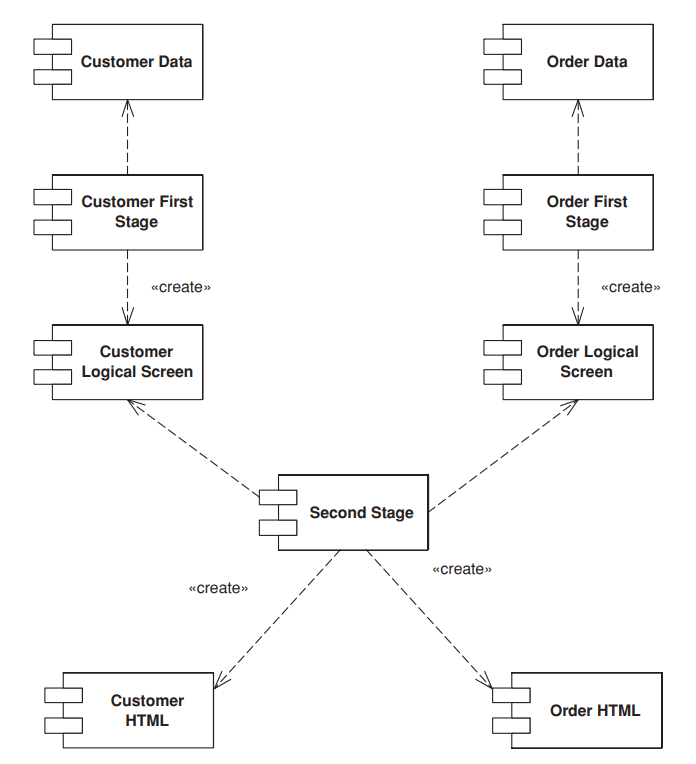 Customer Data
Order Data
Customer First
Stage
Order First
Stage
«create»
«create»
Customer
Logical Screen
Order Logical
Screen
Second Stage
«create»
«create»
Customer
HTML
Order HTML